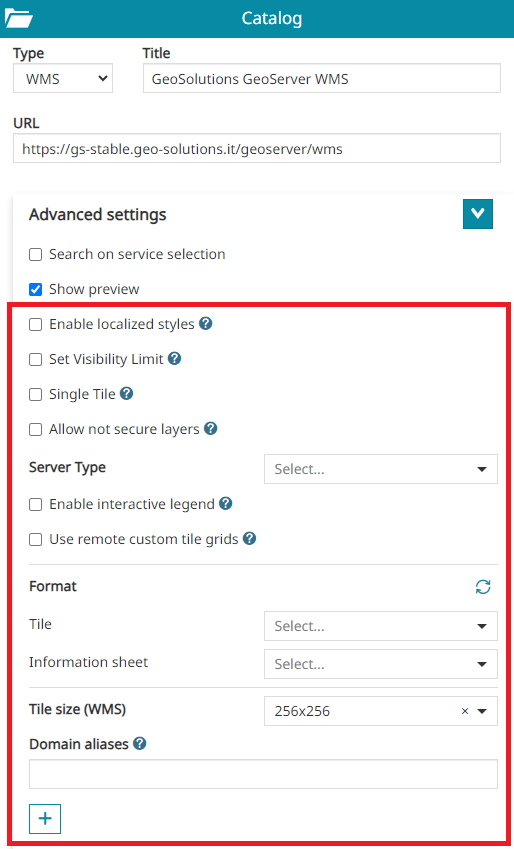 Catalog
Type Title
WMS GeoSolutions GeoServer WMS
URL
https://gs-stable.geo-solutions.it/geoserver/wms
Advanced settings
Search on service selection
Show preview
Enable localized styles ?
Set Visibility Limit ?
Single Tile ?
Allow not secure layers ?
Server Type Select...
Enable interactive legend ?
Use remote custom tile grids ?
Format
Tile Select...
Information sheet Select...
Tile size (WMS) 256x256 ×
Domain aliases ?
+